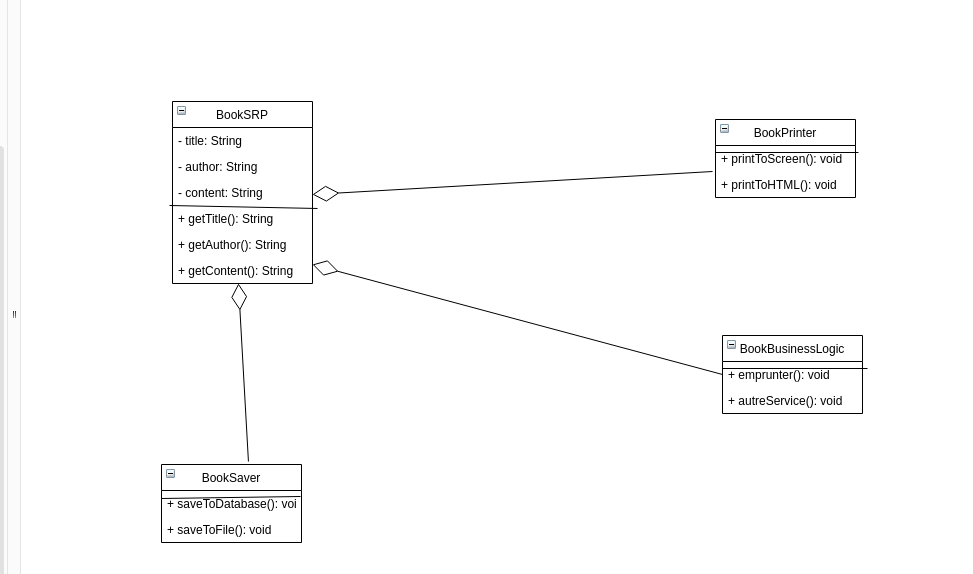 BookSRP
- title: String
- author: String
- content: String
+ getTitle(): String
+ getAuthor(): String
+ getContent(): String
BookPrinter
+ printToScreen(): void
+ printToHTML(): void
BookBusinessLogic
+ emprunter(): void
+ autreService(): void
BookSaver
+ saveToDatabase(): voi
+ saveToFile(): void